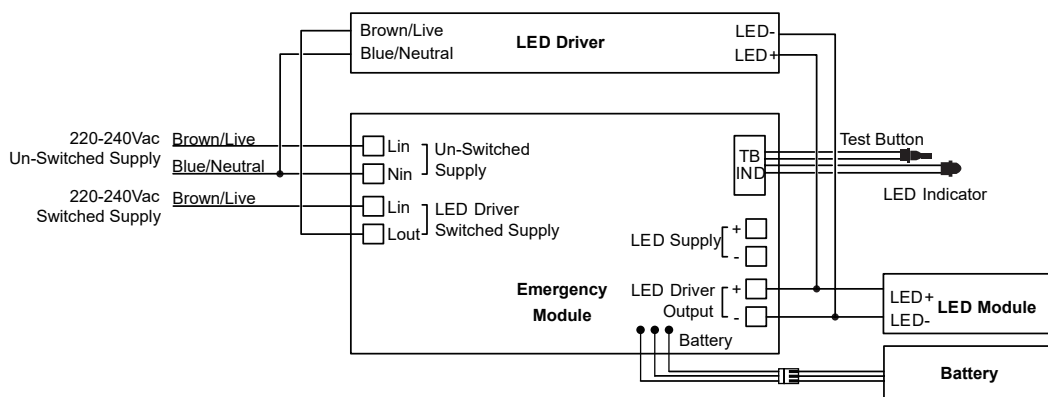 Brown/Live
Blue/Neutral
LED Driver
LED-
LED+
220-240Vac
Un-Switched Supply
Brown/Live
Blue/Neutral
220-240Vac
Switched Supply
Brown/Live
Lin
Nin
Un-Switched
Supply
Lin
Lout
LED Driver
Switched Supply
TB
IND
Test Button
LED Indicator
LED Supply
+
-
Emergency
Module
LED Driver
Output
+
-
Battery
LED+
LED-
LED Module
Battery